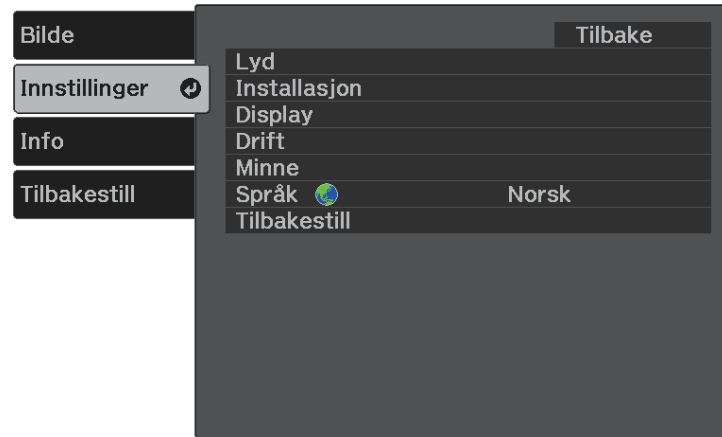 Bilde
Innstillinger
Info
Tilbakestill
Tilbake
Lyd
Installasjon
Display
Drift
Minne
Språk Norsk
Tilbakestill